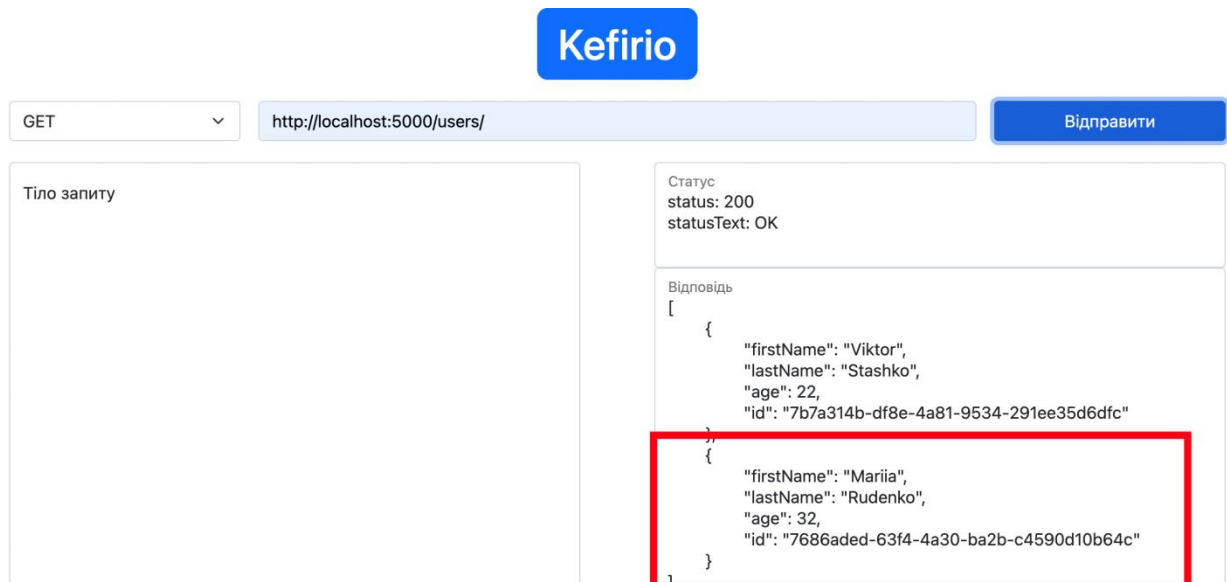 Kefirio
GET
http://localhost:5000/users/
Відправити
Тіло запиту
Статус
status: 200
statusText: OK
Відповідь
[
{
"firstName": "Viktor",
"lastName": "Stashko",
"age": 22,
"id": "7b7a314b-df8e-4a81-9534-291ee35d6dfc"
},
{
"firstName": "Mariia",
"lastName": "Rudenko",
"age": 32,
"id": "7686aded-63f4-4a30-ba2b-c4590d10b64c"
}
]